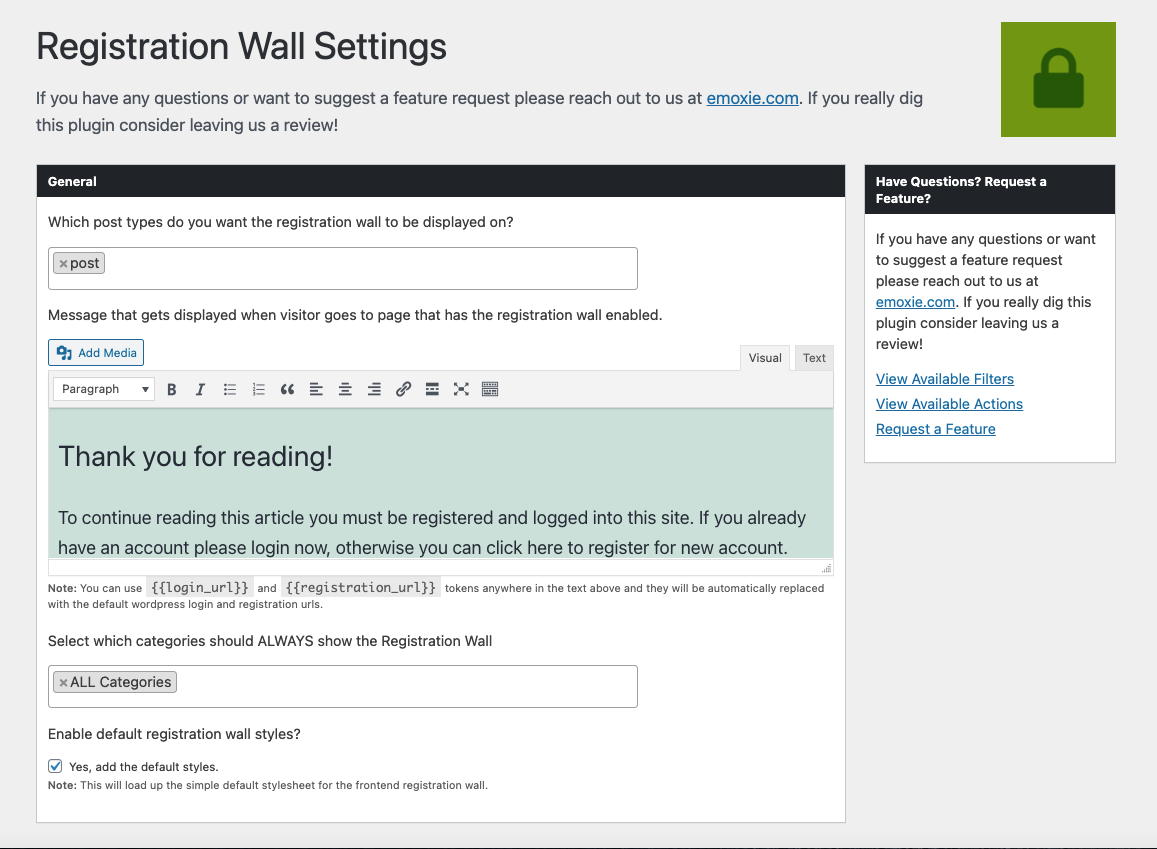 Registration Wall Settings
If you have any questions or want to suggest a feature request please reach out to us at emoxie.com. If you really dig
this plugin consider leaving us a review!
General
Which post types do you want the registration wall to be displayed on?
×post
Message that gets displayed when visitor goes to page that has the registration wall enabled.
Add Media
Visual Text
Paragraph
Thank you for reading!
To continue reading this article you must be registered and logged into this site. If you already
have an account please login now, otherwise you can click here to register for new account.
Note: You can use {{login_url}} and {{registration_url}} tokens anywhere in the text above and they will be automatically replaced
with the default wordpress login and registration urls.
Select which categories should ALWAYS show the Registration Wall
×ALL Categories
Enable default registration wall styles?
Yes, add the default styles.
Note: This will load up the simple default stylesheet for the frontend registration wall.
Have Questions? Request a
Feature?
If you have any questions or want
to suggest a feature request
please reach out to us at
emoxie.com. If you really dig this
plugin consider leaving us a
review!
View Available Filters
View Available Actions
Request a Feature